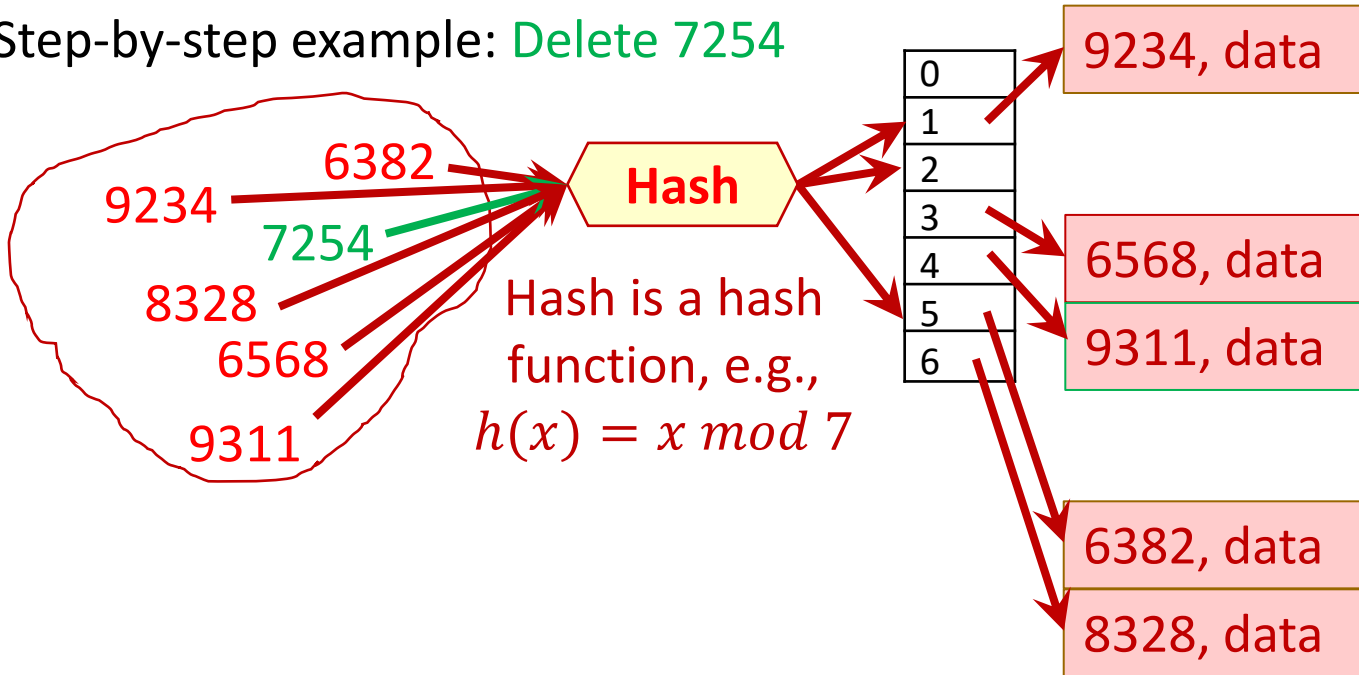 Step-by-step example: Delete 7254
6382
9234
7254
8328
6568
9311
Hash
Hash is a hash
function, e.g.,
h(x) = x mod 7
0
1
2
3
4
5
6
9234, data
6568, data
9311, data
6382, data
8328, data